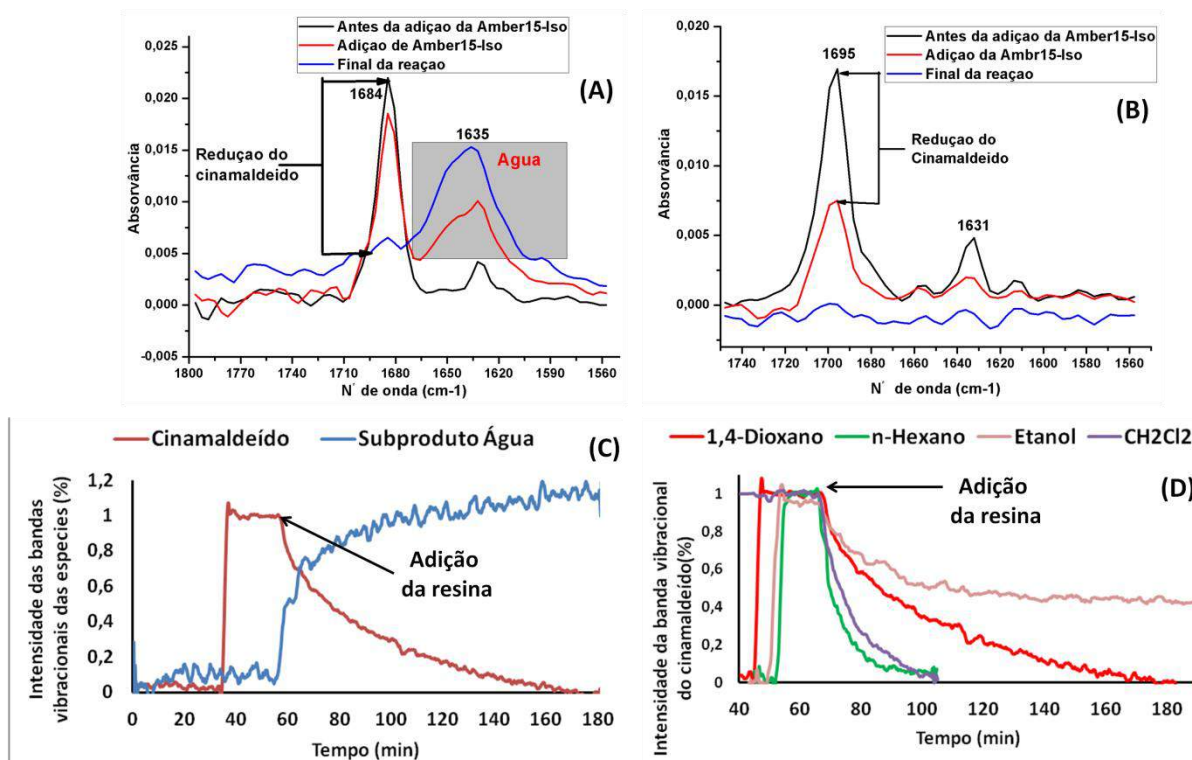 Antes da adiçao da Amber15-Iso
Adiçao de Amber15-Iso
Final da reaçao
(A)
0,025
0,020
0,015
0,010
0,005
0,000
-0,005
Absorvância
1684
1635
Agua
Reduçao do
cinamaldeido
1800 1770 1740 1710 1680 1650 1620 1590 1560
N´ de onda (cm-1)
Antes da adiçao da Amber15-Iso
Adiçao da Ambr15-Iso
Final da reaçao
(B)
0,020
0,015
0,010
0,005
0,000
Absorvância
1695
Reduçao do
Cinamaldeido
1631
1740 1720 1700 1680 1660 1640 1620 1600 1580 1560
N´ de onda (cm-1)
Cinamaldeído Subproduto Água
(C)
Intensidade das bandas
vibracionais das especies (%)
1,2
1
0,8
0,6
0,4
0,2
0
Adição
da resina
0 20 40 60 80 100 120 140 160 180
Tempo (min)
1,4-Dioxano n-Hexano Etanol CH2Cl2
(D)
Intensidade da banda vibracional
do cinamaldeído(%)
1
0,8
0,6
0,4
0,2
0
Adição
da resina
40 60 80 100 120 140 160 180
Tempo (min)